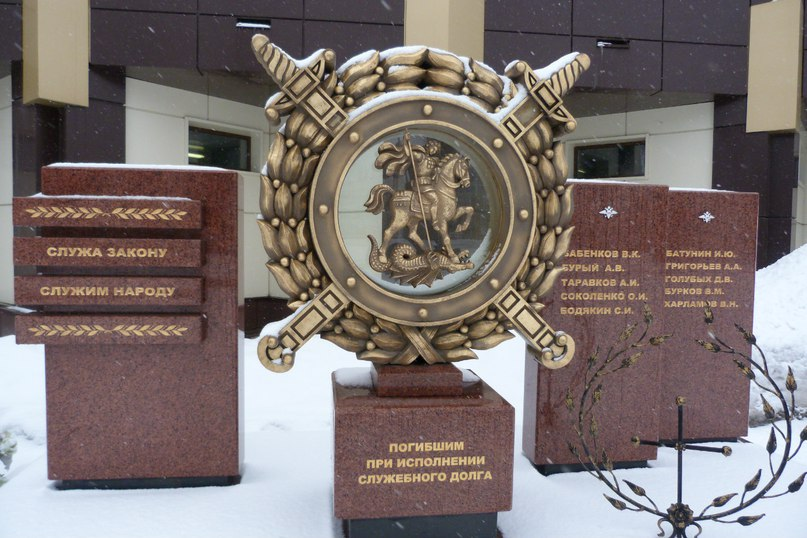 СЛУЖА ЗАКОНУ
СЛУЖИМ НАРОДУ
ПОГИБШИМ
ПРИ ИСПОЛНЕНИИ
СЛУЖЕБНОГО ДОЛГА
БАБЕНКОВ В.К.
БУРЫЙ А.В.
ТАРАВКОВ А.И.
СОКОЛЕНКО О.И.
БОДЯКИН С.И.
БАТУНИН И.Ю.
ГРИГОРЬЕВ А.А.
ГОЛУБЫХ Д.В.
БУРКОВ В.М.
ХАРЛАМОВ В.Н.